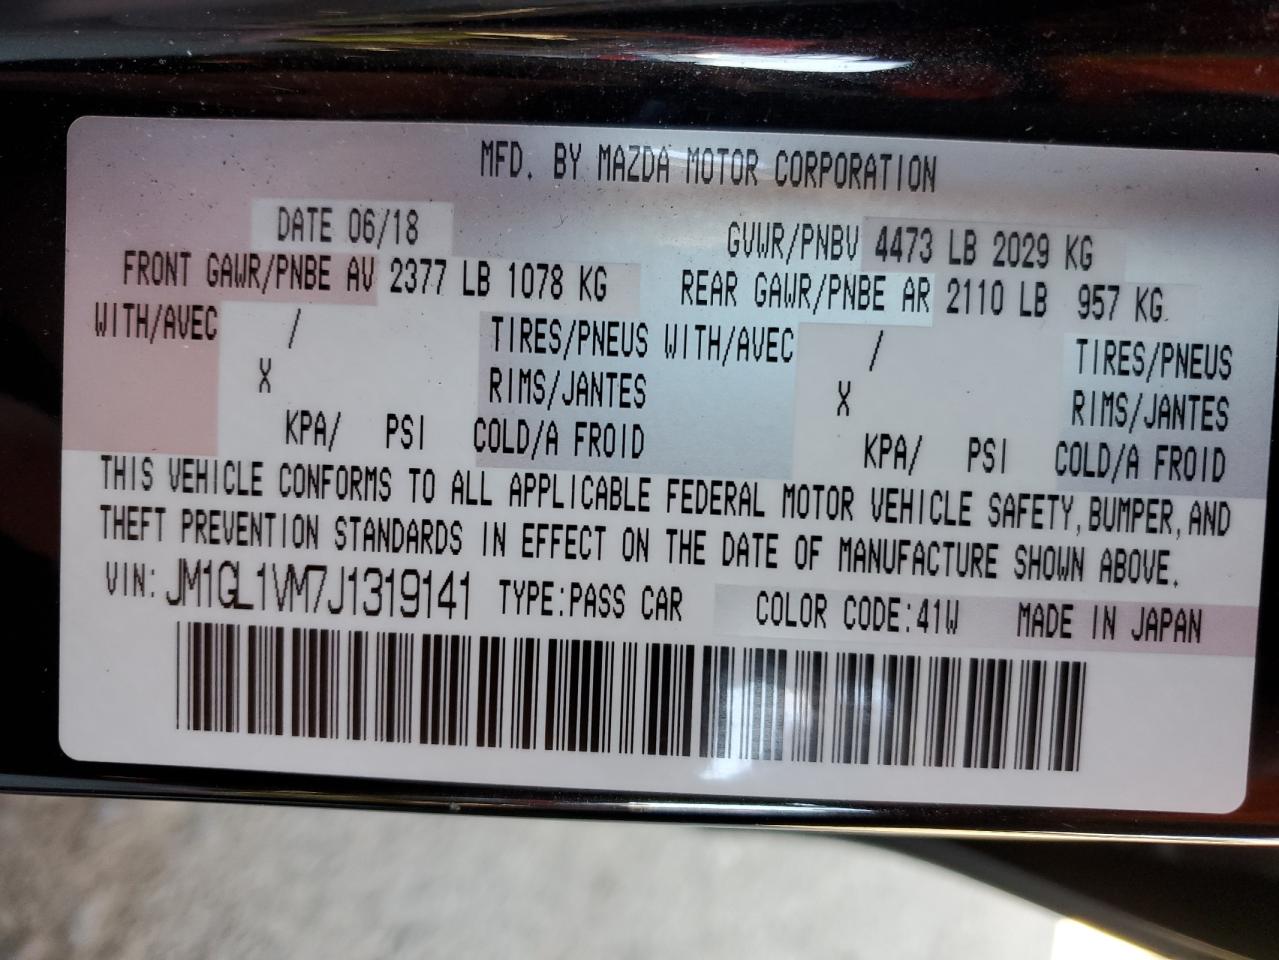 MFD. BY MAZDA MOTOR CORPORATION
DATE 06/18 GVWR/PNBV 4473 LB 2029 KG
FRONT GAWR/PNBE AV 2377 LB 1078 KG REAR GAWR/PNBE AR 2110 LB 957 KG
WITH/AVEC / TIRES/PNEUS WITH/AVEC / TIRES/PNEUS
X RIMS/JANTES X RIMS/JANTES
KPA/ PSI COLD/A FROID KPA/ PSI COLD/A FROID
THIS VEHICLE CONFORMS TO ALL APPLICABLE FEDERAL MOTOR VEHICLE SAFETY, BUMPER, AND
THEFT PREVENTION STANDARDS IN EFFECT ON THE DATE OF MANUFACTURE SHOWN ABOVE.
VIN: JM1GL1VM7J1319141 TYPE:PASS CAR COLOR CODE:41W MADE IN JAPAN